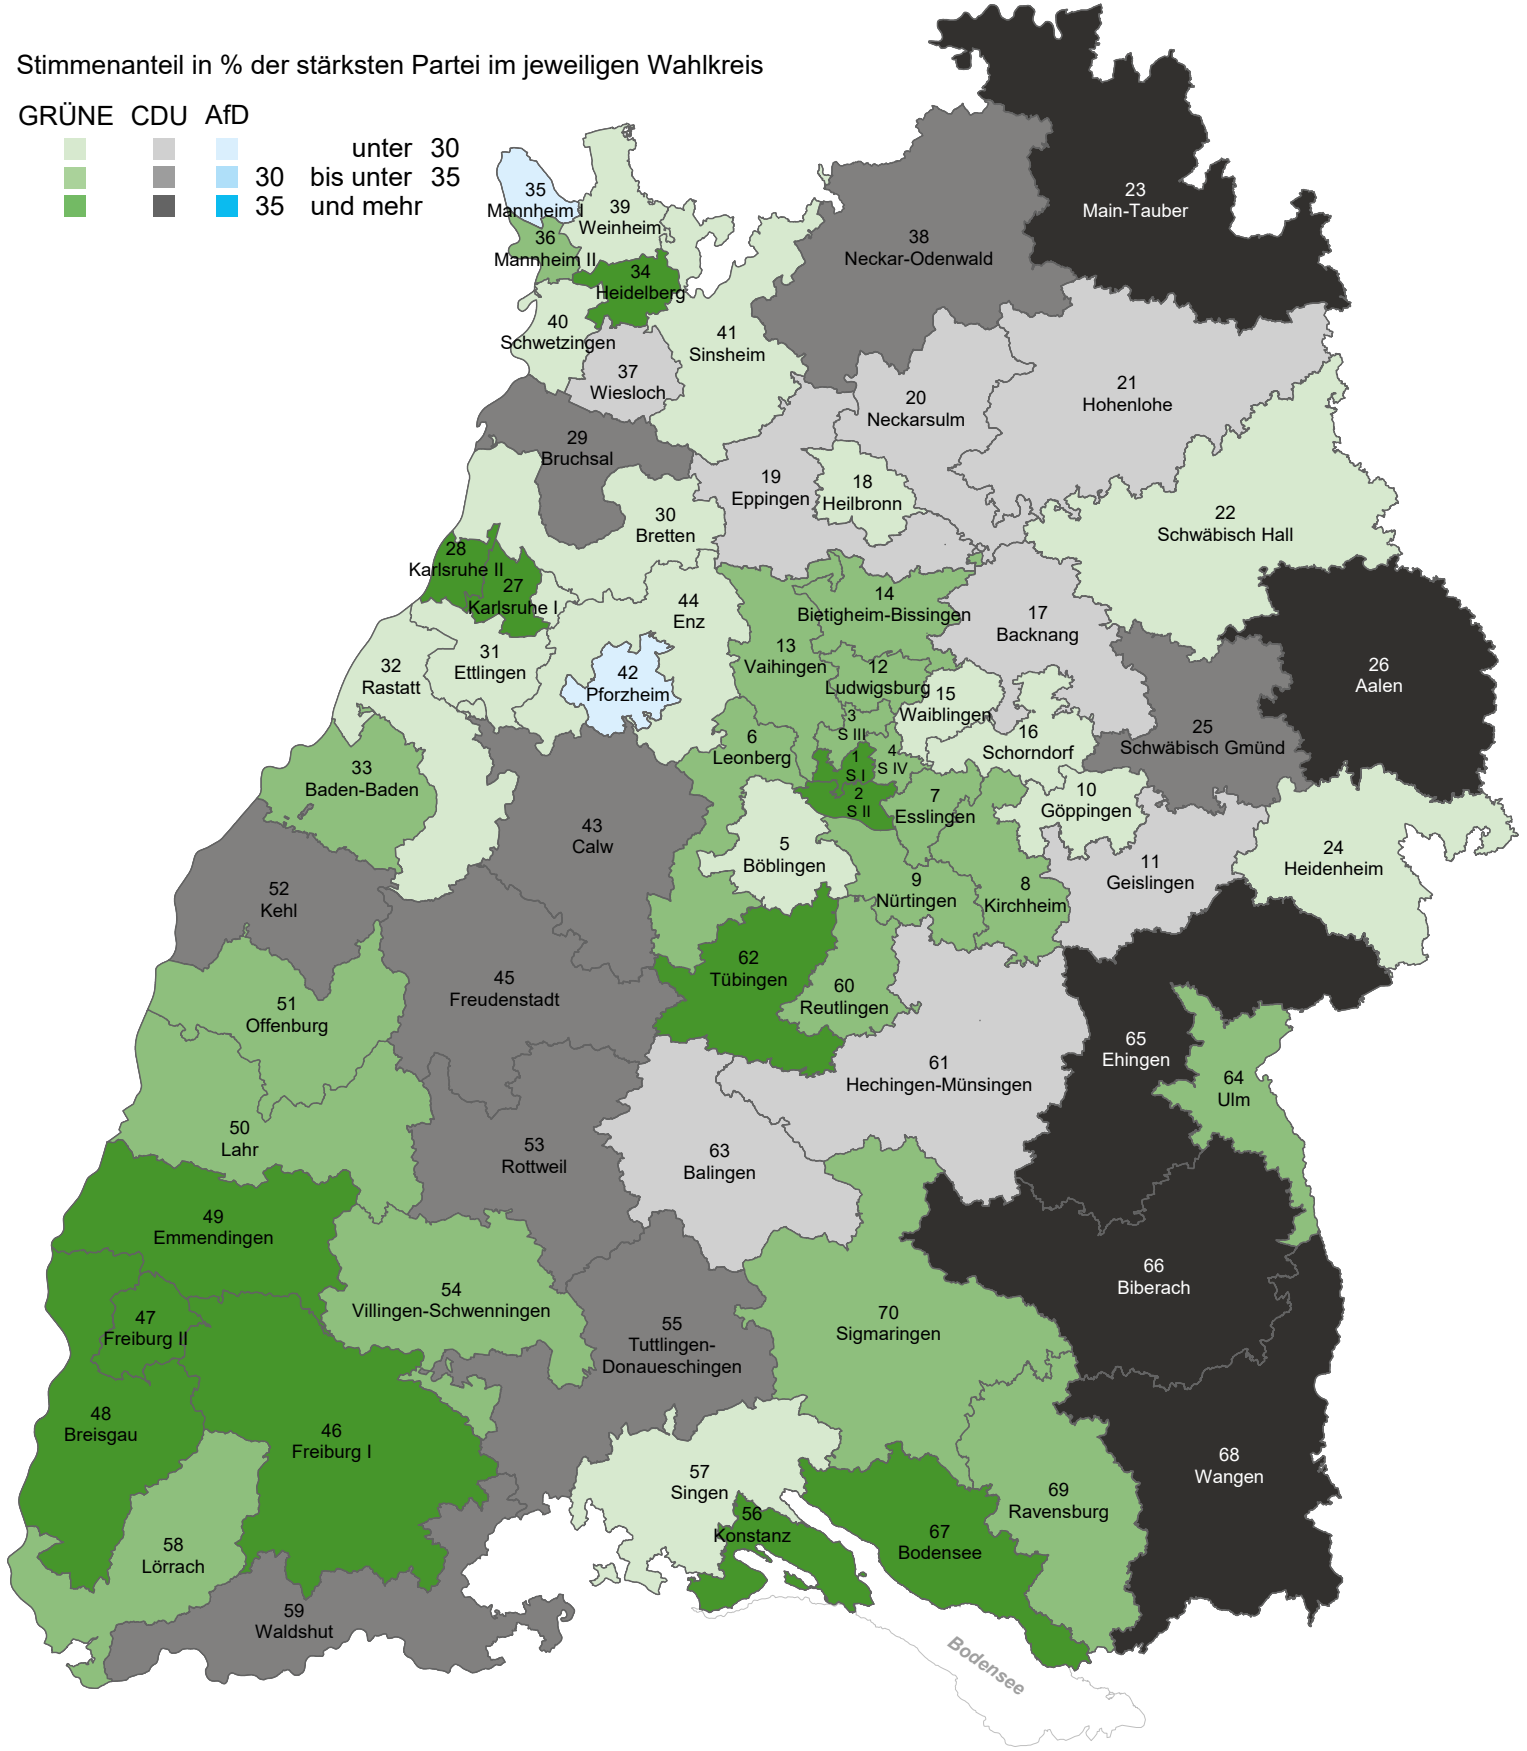 Stimmenanteil in % der stärksten Partei im jeweiligen Wahlkreis
GRÜNE CDU AfD
unter 30
30 bis unter 35
35 und mehr
35
Mannheim I
39
Weinheim
36
Mannheim II
34
Heidelberg
40
Schwetzingen
37
Wiesloch
41
Sinsheim
38
Neckar-Odenwald
23
Main-Tauber
29
Bruchsal
20
Neckarsulm
21
Hohenlohe
19
Eppingen
18
Heilbronn
22
Schwäbisch Hall
30
Bretten
28
Karlsruhe II
27
Karlsruhe I
44
Enz
14
Bietigheim-Bissingen
17
Backnang
13
Vaihingen
12
Ludwigsburg
31
Ettlingen
32
Rastatt
42
Pforzheim
15
Waiblingen
26
Aalen
3
S III
16
Schorndorf
25
Schwäbisch Gmünd
6
Leonberg
4
S IV
1
S I
2
S II
33
Baden-Baden
7
Esslingen
10
Göppingen
43
Calw
5
Böblingen
11
Geislingen
24
Heidenheim
52
Kehl
9
Nürtingen
8
Kirchheim
62
Tübingen
60
Reutlingen
45
Freudenstadt
51
Offenburg
65
Ehingen
61
Hechingen-Münsingen
64
Ulm
50
Lahr
53
Rottweil
63
Balingen
49
Emmendingen
66
Biberach
54
Villingen-Schwenningen
47
Freiburg II
55
Tuttlingen-
Donaueschingen
70
Sigmaringen
48
Breisgau
46
Freiburg I
68
Wangen
57
Singen
69
Ravensburg
56
Konstanz
67
Bodensee
58
Lörrach
59
Waldshut
Bodensee